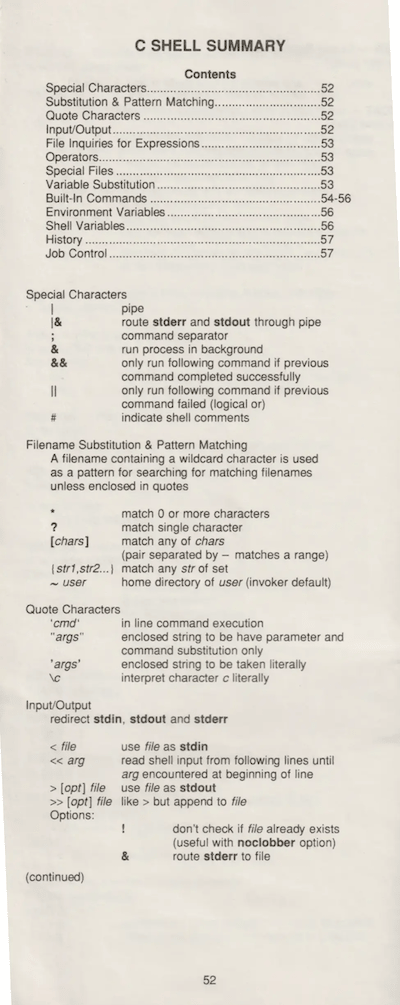 C SHELL SUMMARY
Contents
Special Characters....................................................52
Substitution & Pattern Matching................................52
Quote Characters .....................................................52
Input/Output..............................................................52
File Inquiries for Expressions....................................53
Operators..................................................................53
Special Files .............................................................53
Variable Substitution .................................................53
Built-In Commands ...................................................54-56
Environment Variables ..............................................56
Shell Variables..........................................................56
History ......................................................................57
Job Control ...............................................................57
Special Characters
| pipe
|& route stderr and stdout through pipe
; command separator
& run process in background
&& only run following command if previous
command completed successfully
|| only run following command if previous
command failed (logical or)
# indicate shell comments
Filename Substitution & Pattern Matching
A filename containing a wildcard character is used
as a pattern for searching for matching filenames
unless enclosed in quotes
* match 0 or more characters
? match single character
[chars] match any of chars
(pair separated by – matches a range)
{str1,str2...} match any str of set
~ user home directory of user (invoker default)
Quote Characters
'cmd' in line command execution
"args" enclosed string to be have parameter and
command substitution only
'args' enclosed string to be taken literally
\c interpret character c literally
Input/Output
redirect stdin, stdout and stderr
< file use file as stdin
<< arg read shell input from following lines until
arg encountered at beginning of line
> [opt] file use file as stdout
>> [opt] file like > but append to file
Options:
! don't check if file already exists
(useful with noclobber option)
& route stderr to file
(continued)
52